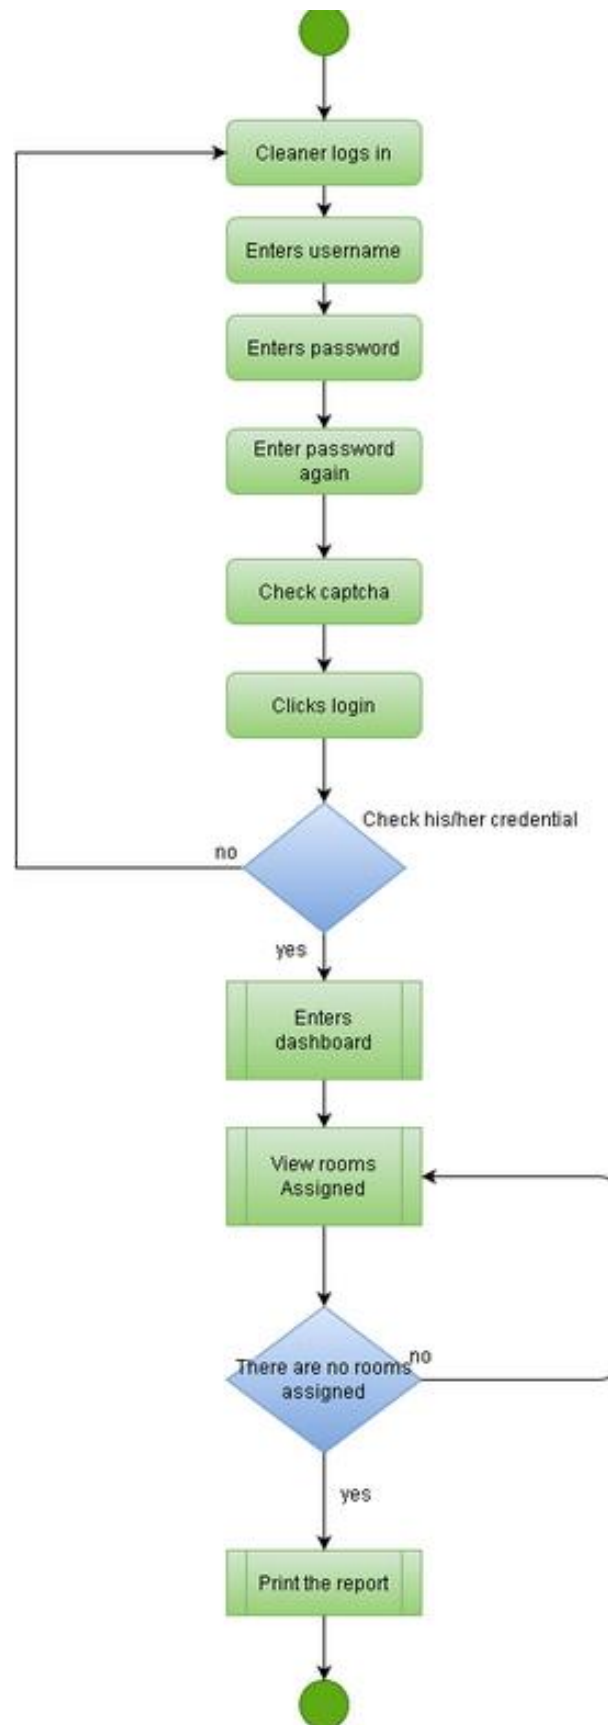 Cleaner logs in
Enters username
Enters password
Enter password
again
Check captcha
Clicks login
Check his/her credential
no
yes
Enters
dashboard
View rooms
Assigned
There are no rooms
assigned
no
yes
Print the report